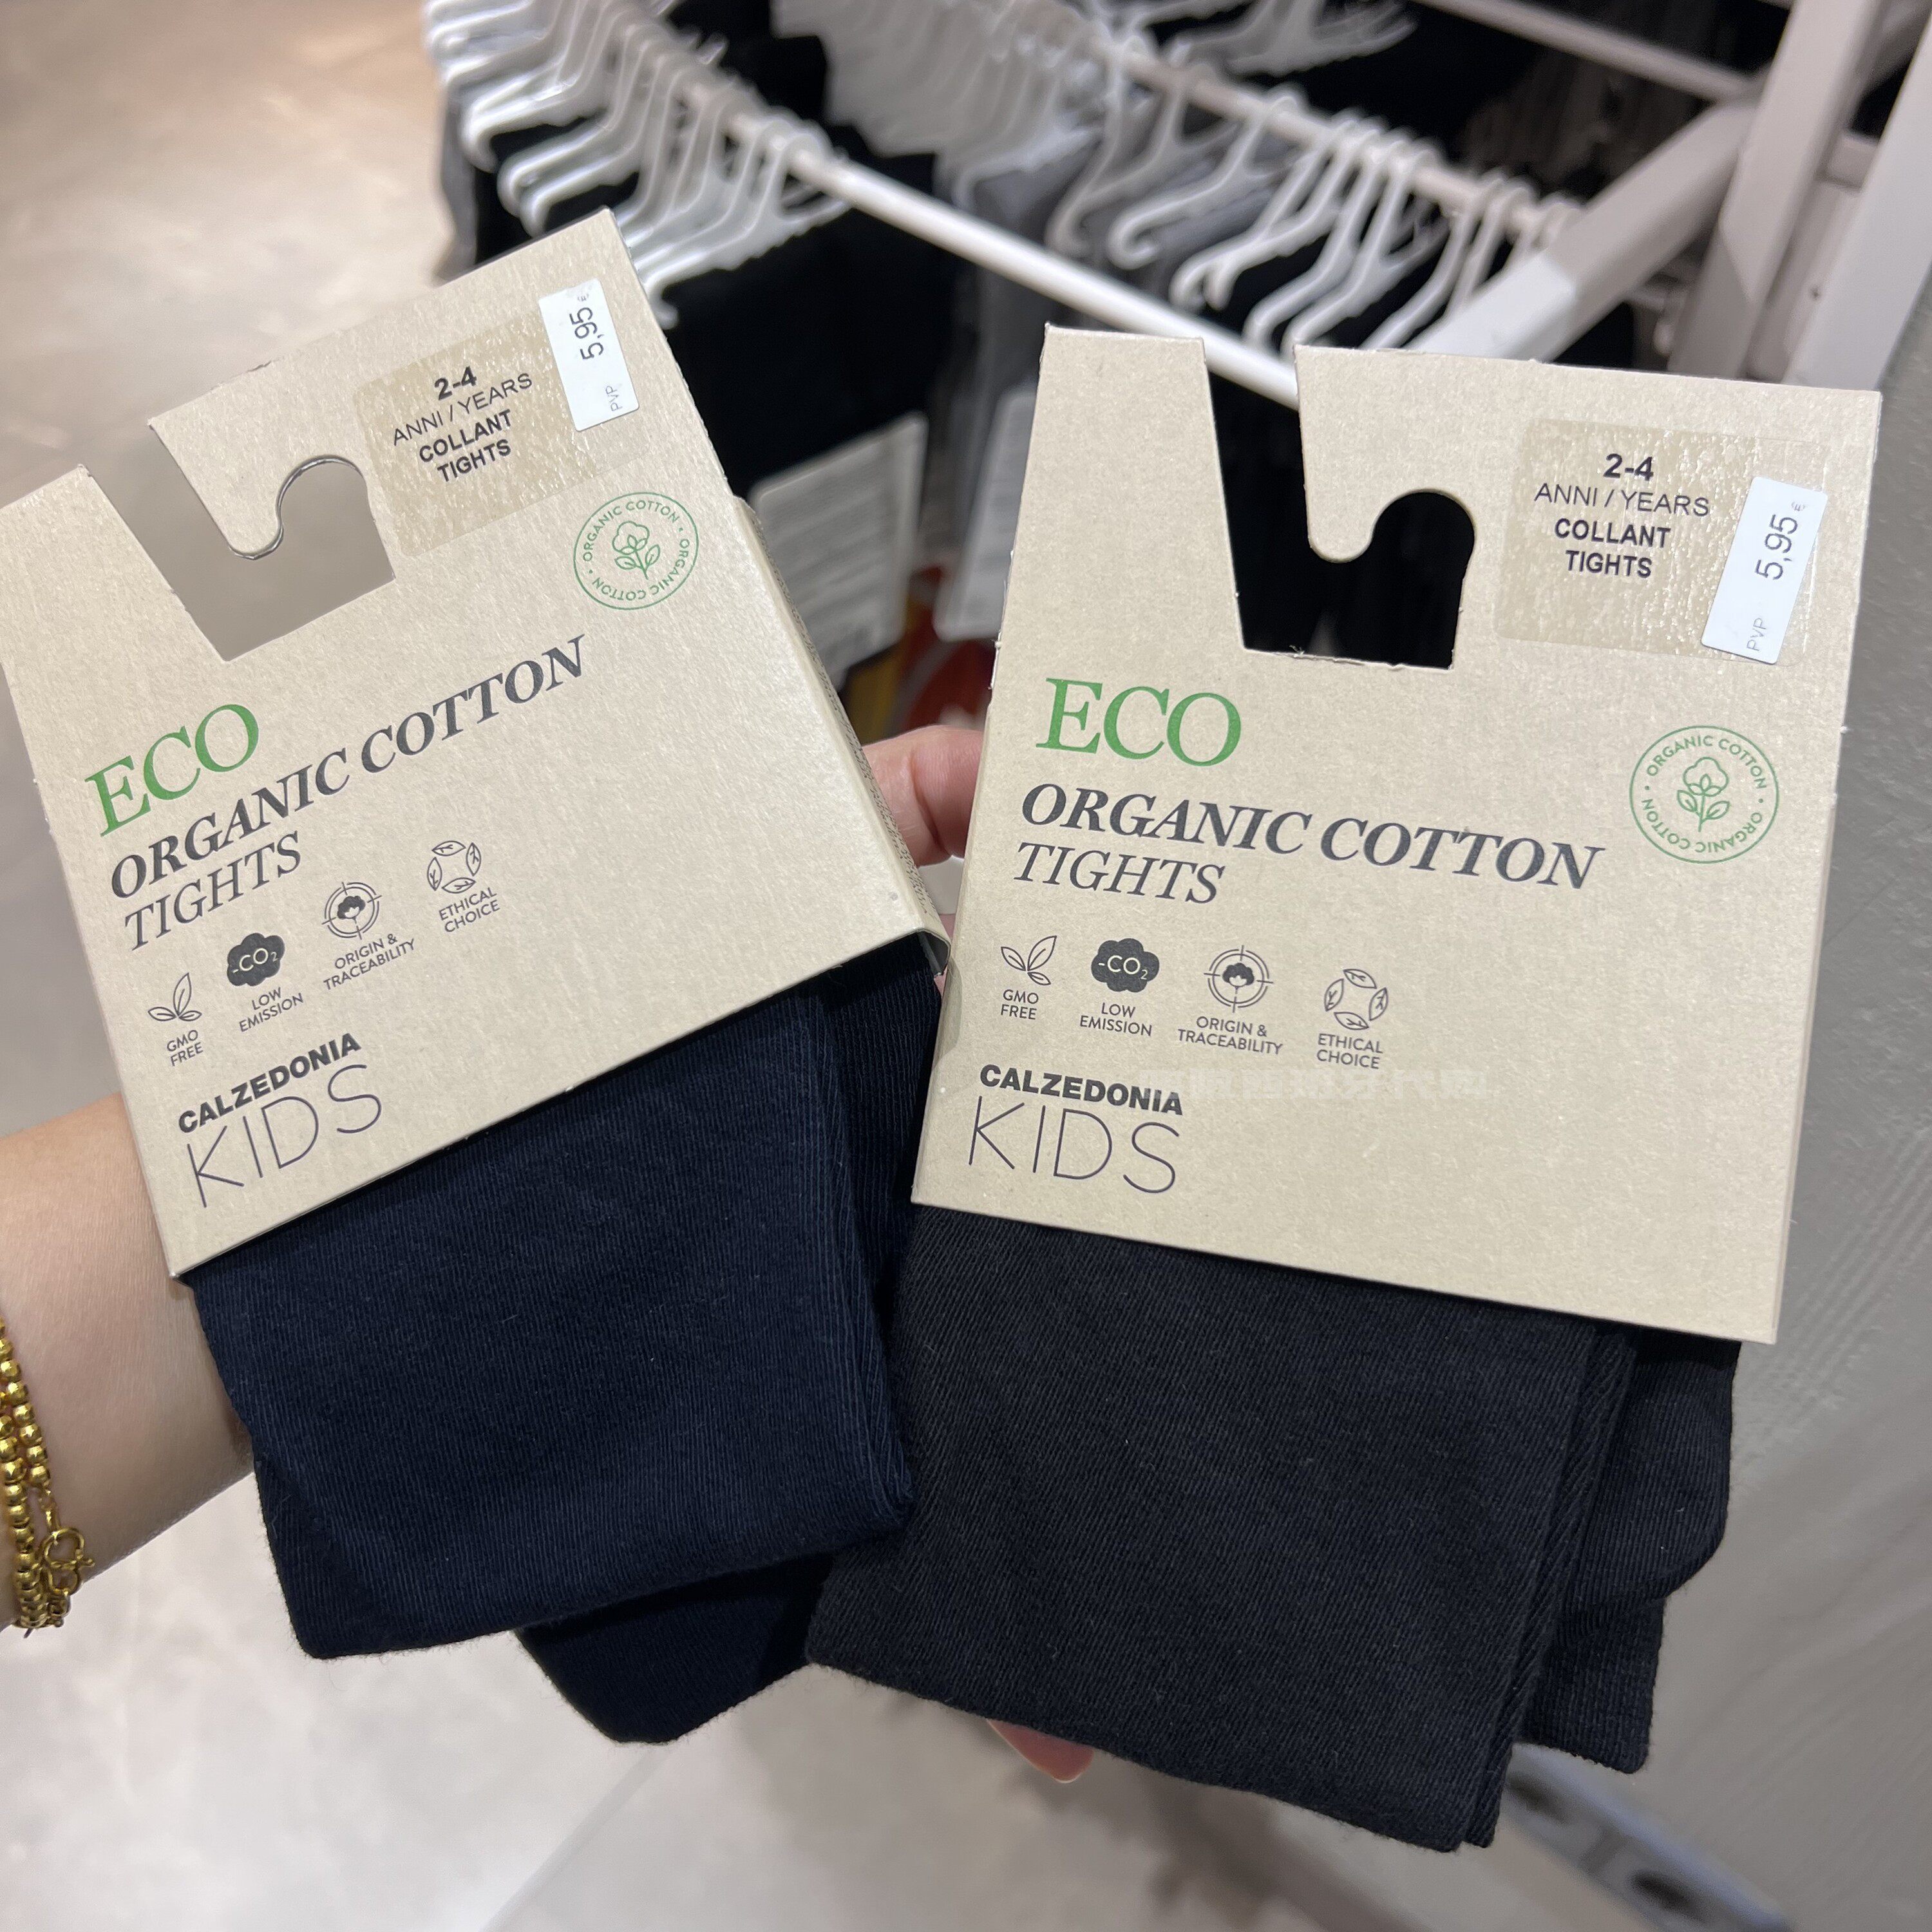 2-4
ANNI / YEARS
COLLANT
TIGHTS
PVP 5,95 €
ORGANIC COTTON • ORGANIC COTTON •
ECO
ORGANIC COTTON
TIGHTS
GMO
FREE
-CO₂
LOW
EMISSION
ORIGIN &
TRACEABILITY
ETHICAL
CHOICE
CALZEDONIA
KIDS
2-4
ANNI / YEARS
COLLANT
TIGHTS
PVP 5,95 €
ORGANIC COTTON • ORGANIC COTTON •
ECO
ORGANIC COTTON
TIGHTS
GMO
FREE
-CO₂
LOW
EMISSION
ORIGIN &
TRACEABILITY
ETHICAL
CHOICE
CALZEDONIA
KIDS